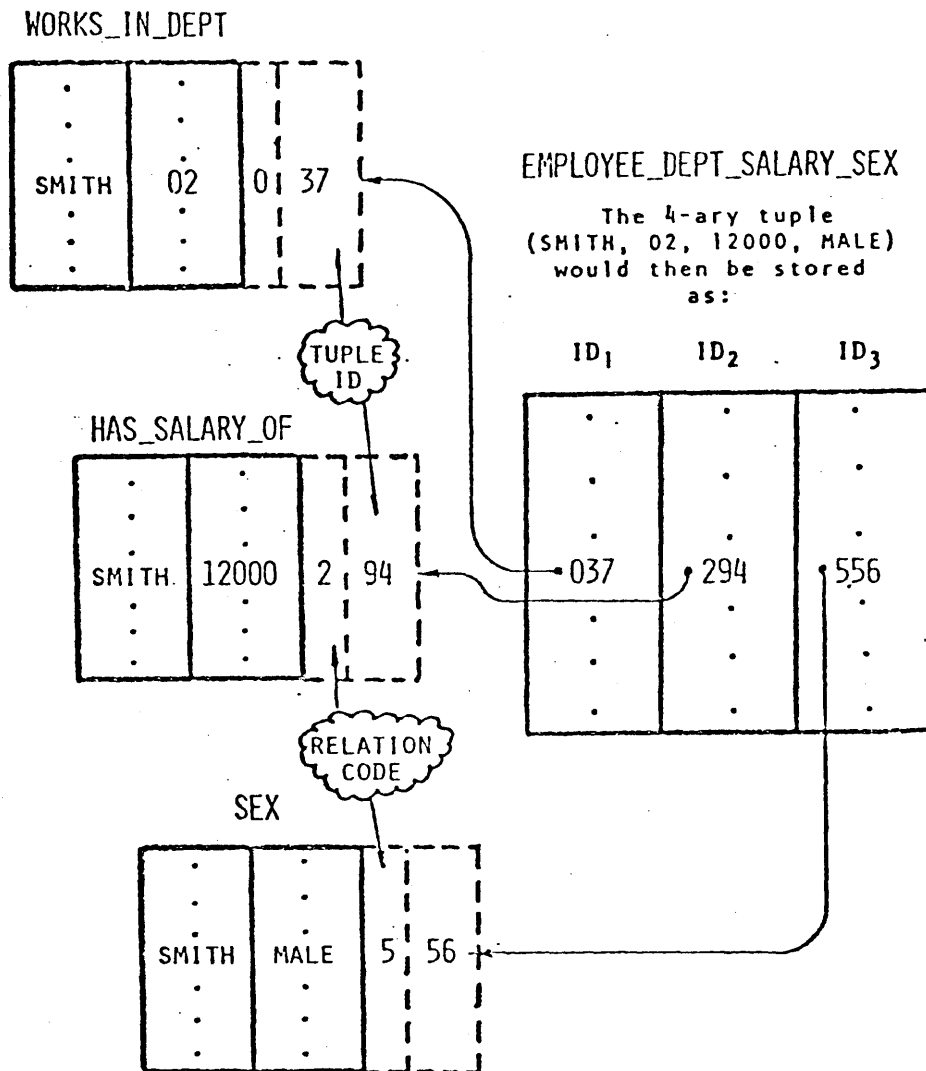 WORKS_IN_DEPT
SMITH 02 0 37
TUPLE
ID
HAS_SALARY_OF
SMITH 12000 2 94
RELATION
CODE
SEX
SMITH MALE 5 56
EMPLOYEE_DEPT_SALARY_SEX
The 4-ary tuple
(SMITH, 02, 12000, MALE)
would then be stored
as:
ID1 ID2 ID3
037 294 556